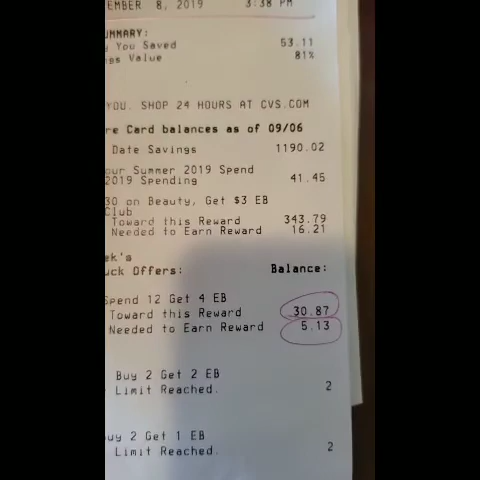 EMBER 8, 2019 3:38 PM
UMMARY:
y You Saved 53.11
ess Value 81%
YOU. SHOP 24 HOURS AT CVS.COM
re Card balances as of 09/06
Date Savings 1190.02
our Summer 2019 Spend
2019 Spending 41.45
30 on Beauty, Get $3 EB
Club
Toward this Reward 343.79
Needed to Earn Reward 16.21
ek's
uck Offers: Balance:
Spend 12 Get 4 EB
Toward this Reward 30.87
Needed to Earn Reward 5.13
Buy 2 Get 2 EB
Limit Reached. 2
uy 2 Get 1 EB
Limit Reached. 2